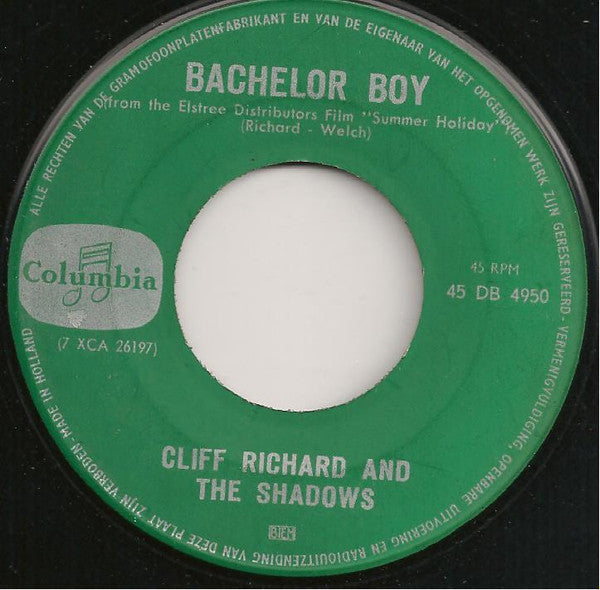 ALLE RECHTEN VAN DE GRAMOFOONPLATENFABRIKANT EN VAN DE EIGENAAR VAN HET OPGENOMEN WERK ZIJN GERESERVEERD - VERMENIGVULDIGING, OPENBARE UITVOERING EN RADIOUITZENDING VAN DEZE PLAAT ZIJN VERBODEN - MADE IN HOLLAND
BACHELOR BOY
"from the Elstree Distributors Film "Summer Holiday"
(Richard - Welch)
Columbia
(7 XCA 26197)
45 RPM
45 DB 4950
CLIFF RICHARD AND
THE SHADOWS
BIEM